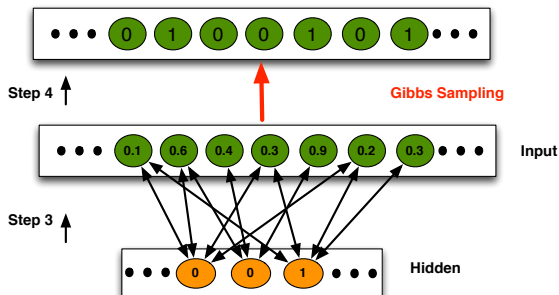 0 1 0 0 1 0 1
Step 4
Gibbs Sampling
0.1 0.6 0.4 0.3 0.9 0.2 0.3
Input
Step 3
Hidden
0 0 1